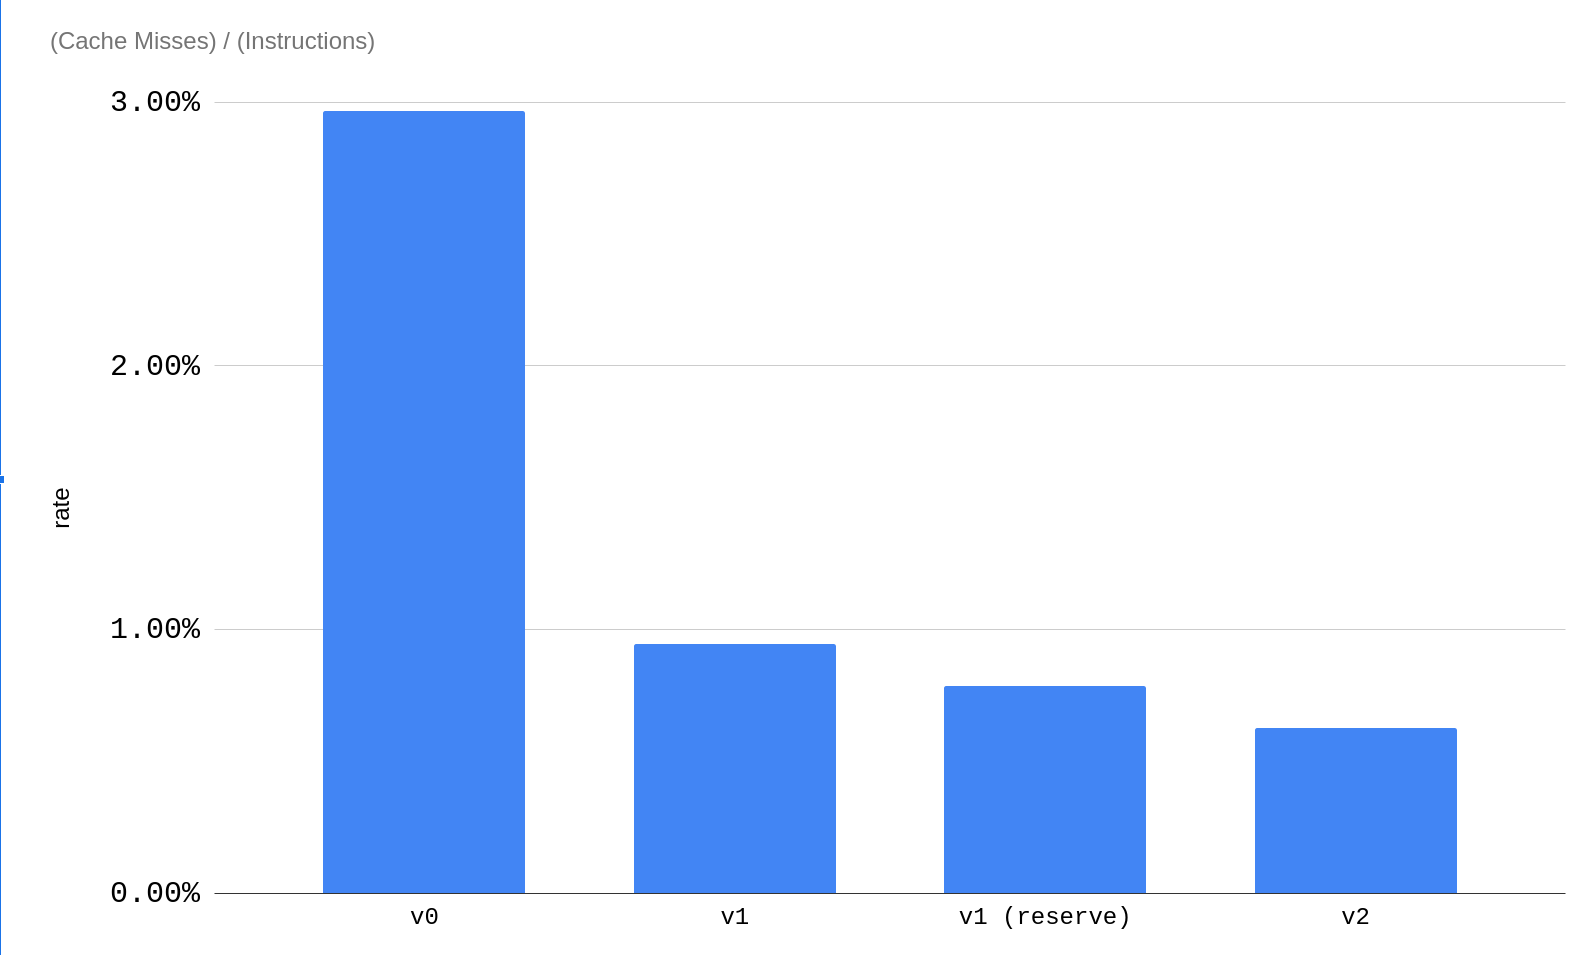 (Cache Misses) / (Instructions)
3.00%
2.00%
1.00%
0.00%
rate
v0
v1
v1 (reserve)
v2